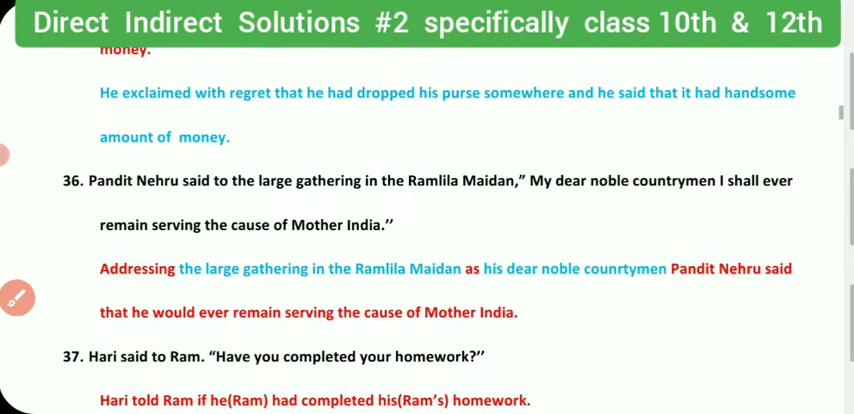 Direct Indirect Solutions #2 specifically class 10th & 12th
money.
He exclaimed with regret that he had dropped his purse somewhere and he said that it had handsome
amount of money.
36. Pandit Nehru said to the large gathering in the Ramlila Maidan,” My dear noble countrymen I shall ever
remain serving the cause of Mother India.’’
Addressing the large gathering in the Ramlila Maidan as his dear noble counrtymen Pandit Nehru said
that he would ever remain serving the cause of Mother India.
37. Hari said to Ram. “Have you completed your homework?’’
Hari told Ram if he(Ram) had completed his(Ram’s) homework.